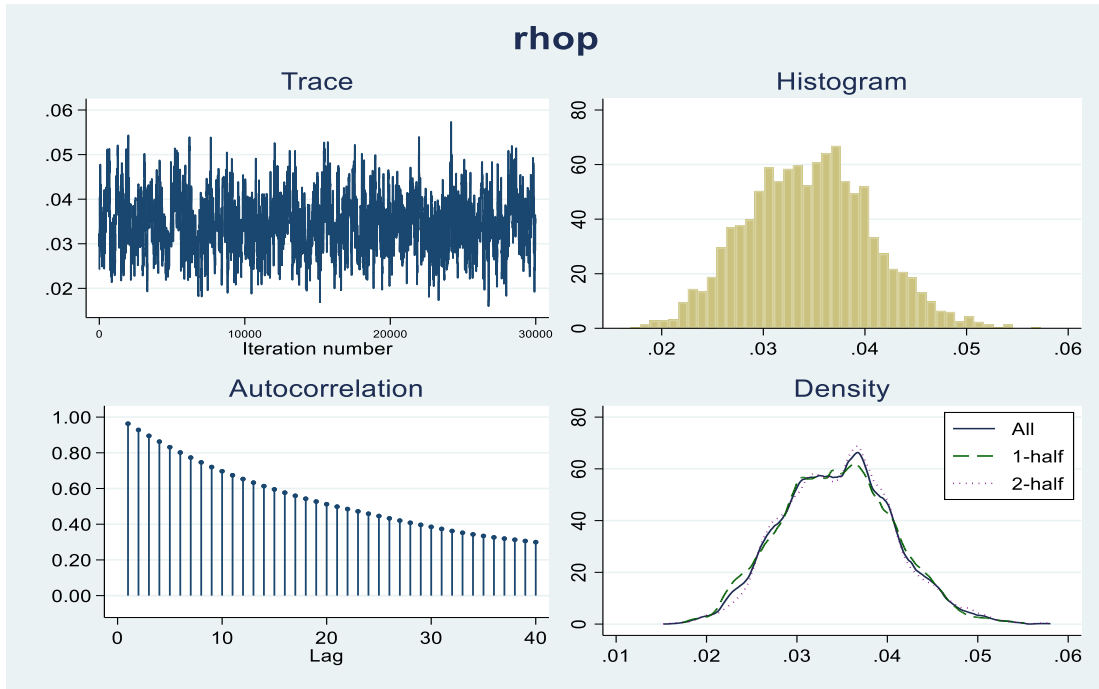 rhop
Trace
.06
.05
.04
.03
.02
0 10000 20000 30000
Iteration number
Histogram
80
60
40
20
0
.02 .03 .04 .05 .06
Autocorrelation
1.00
0.80
0.60
0.40
0.20
0.00
0 10 20 30 40
Lag
Density
80
60
40
20
0
.01 .02 .03 .04 .05 .06
All
1-half
2-half